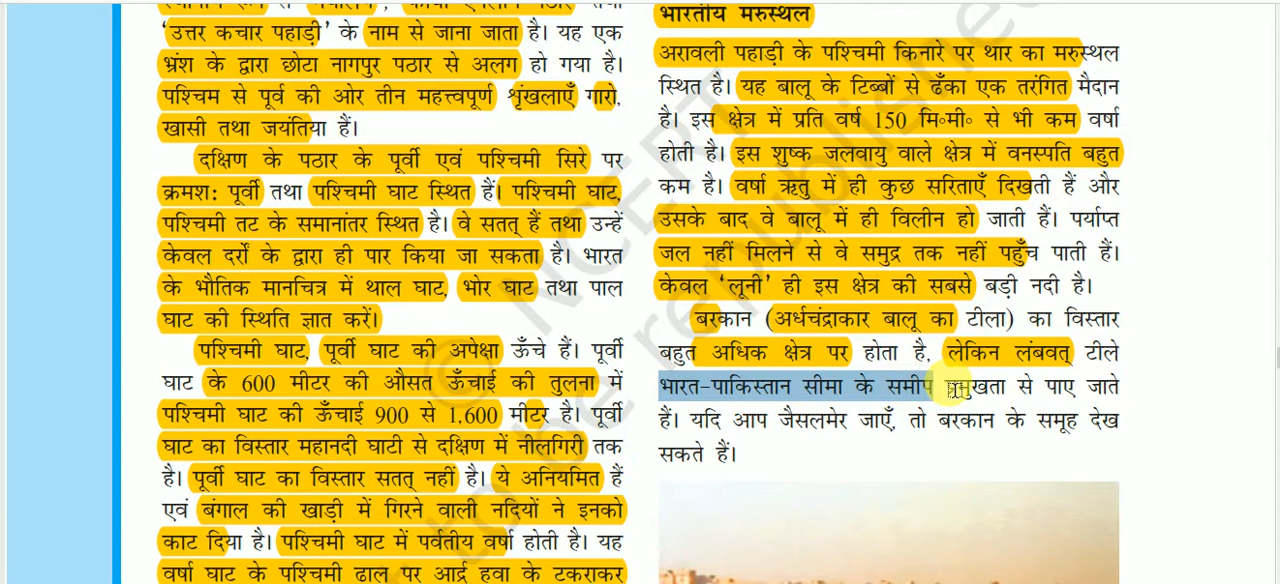 'उत्तर कचार पहाड़ी' के नाम से जाना जाता है। यह एक
भ्रंश के द्वारा छोटा नागपुर पठार से अलग हो गया है।
पश्चिम से पूर्व की ओर तीन महत्त्वपूर्ण शृंखलाएँ गारो,
खासी तथा जयंतिया हैं।
दक्षिण के पठार के पूर्वी एवं पश्चिमी सिरे पर
क्रमशः पूर्वी तथा पश्चिमी घाट स्थित हैं। पश्चिमी घाट,
पश्चिमी तट के समानांतर स्थित है। वे सतत् हैं तथा उन्हें
केवल दर्रों के द्वारा ही पार किया जा सकता है। भारत
के भौतिक मानचित्र में थाल घाट, भोर घाट तथा पाल
घाट की स्थिति ज्ञात करें।
पश्चिमी घाट, पूर्वी घाट की अपेक्षा ऊँचे हैं। पूर्वी
घाट के 600 मीटर की औसत ऊँचाई की तुलना में
पश्चिमी घाट की ऊँचाई 900 से 1,600 मीटर है। पूर्वी
घाट का विस्तार महानदी घाटी से दक्षिण में नीलगिरी तक
है। पूर्वी घाट का विस्तार सतत् नहीं है। ये अनियमित हैं
एवं बंगाल की खाड़ी में गिरने वाली नदियों ने इनको
काट दिया है। पश्चिमी घाट में पर्वतीय वर्षा होती है। यह
वर्षा घाट के पश्चिमी ढाल पर आर्द्र हवा के टकराकर
भारतीय मरुस्थल
अरावली पहाड़ी के पश्चिमी किनारे पर थार का मरुस्थल
स्थित है। यह बालू के टिब्बों से ढँका एक तरंगित मैदान
है। इस क्षेत्र में प्रति वर्ष 150 मि॰मी॰ से भी कम वर्षा
होती है। इस शुष्क जलवायु वाले क्षेत्र में वनस्पति बहुत
कम है। वर्षा ऋतु में ही कुछ सरिताएँ दिखती हैं और
उसके बाद वे बालू में ही विलीन हो जाती हैं। पर्याप्त
जल नहीं मिलने से वे समुद्र तक नहीं पहुँच पाती हैं।
केवल 'लूनी' ही इस क्षेत्र की सबसे बड़ी नदी है।
बरकान (अर्धचंद्राकार बालू का टीला) का विस्तार
बहुत अधिक क्षेत्र पर होता है, लेकिन लंबवत् टीले
भारत-पाकिस्तान सीमा के समीप प्रमुखता से पाए जाते
हैं। यदि आप जैसलमेर जाएँ, तो बरकान के समूह देख
सकते हैं।
© NCERT
to be republished